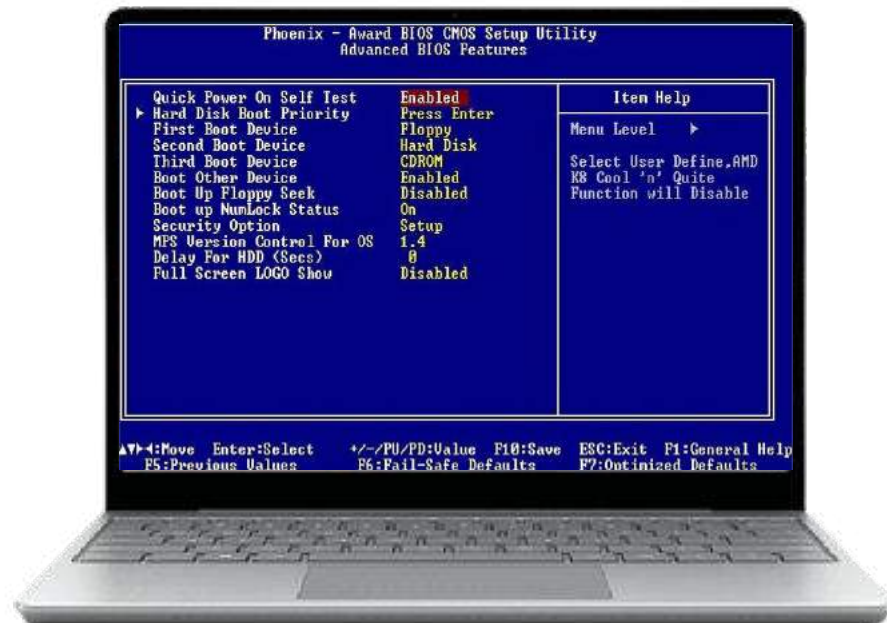 Phoenix - Award BIOS CMOS Setup Utility
Advanced BIOS Features
Quick Power On Self Test Enabled
Hard Disk Boot Priority Press Enter
First Boot Device Floppy
Second Boot Device Hard Disk
Third Boot Device CDROM
Boot Other Device Enabled
Boot Up Floppy Seek Disabled
Boot up NumLock Status On
Security Option Setup
MPS Version Control For OS 1.4
Delay For HDD (Secs) 0
Full Screen LOGO Show Disabled
Item Help
Menu Level ▶
Select User Define,AMD
K8 Cool 'n' Quite
Function will Disable
▲▼►◄:Move Enter:Select +/-/PU/PD:Value F10:Save ESC:Exit F1:General Help
F5:Previous Values F6:Fail-Safe Defaults F7:Optimized Defaults